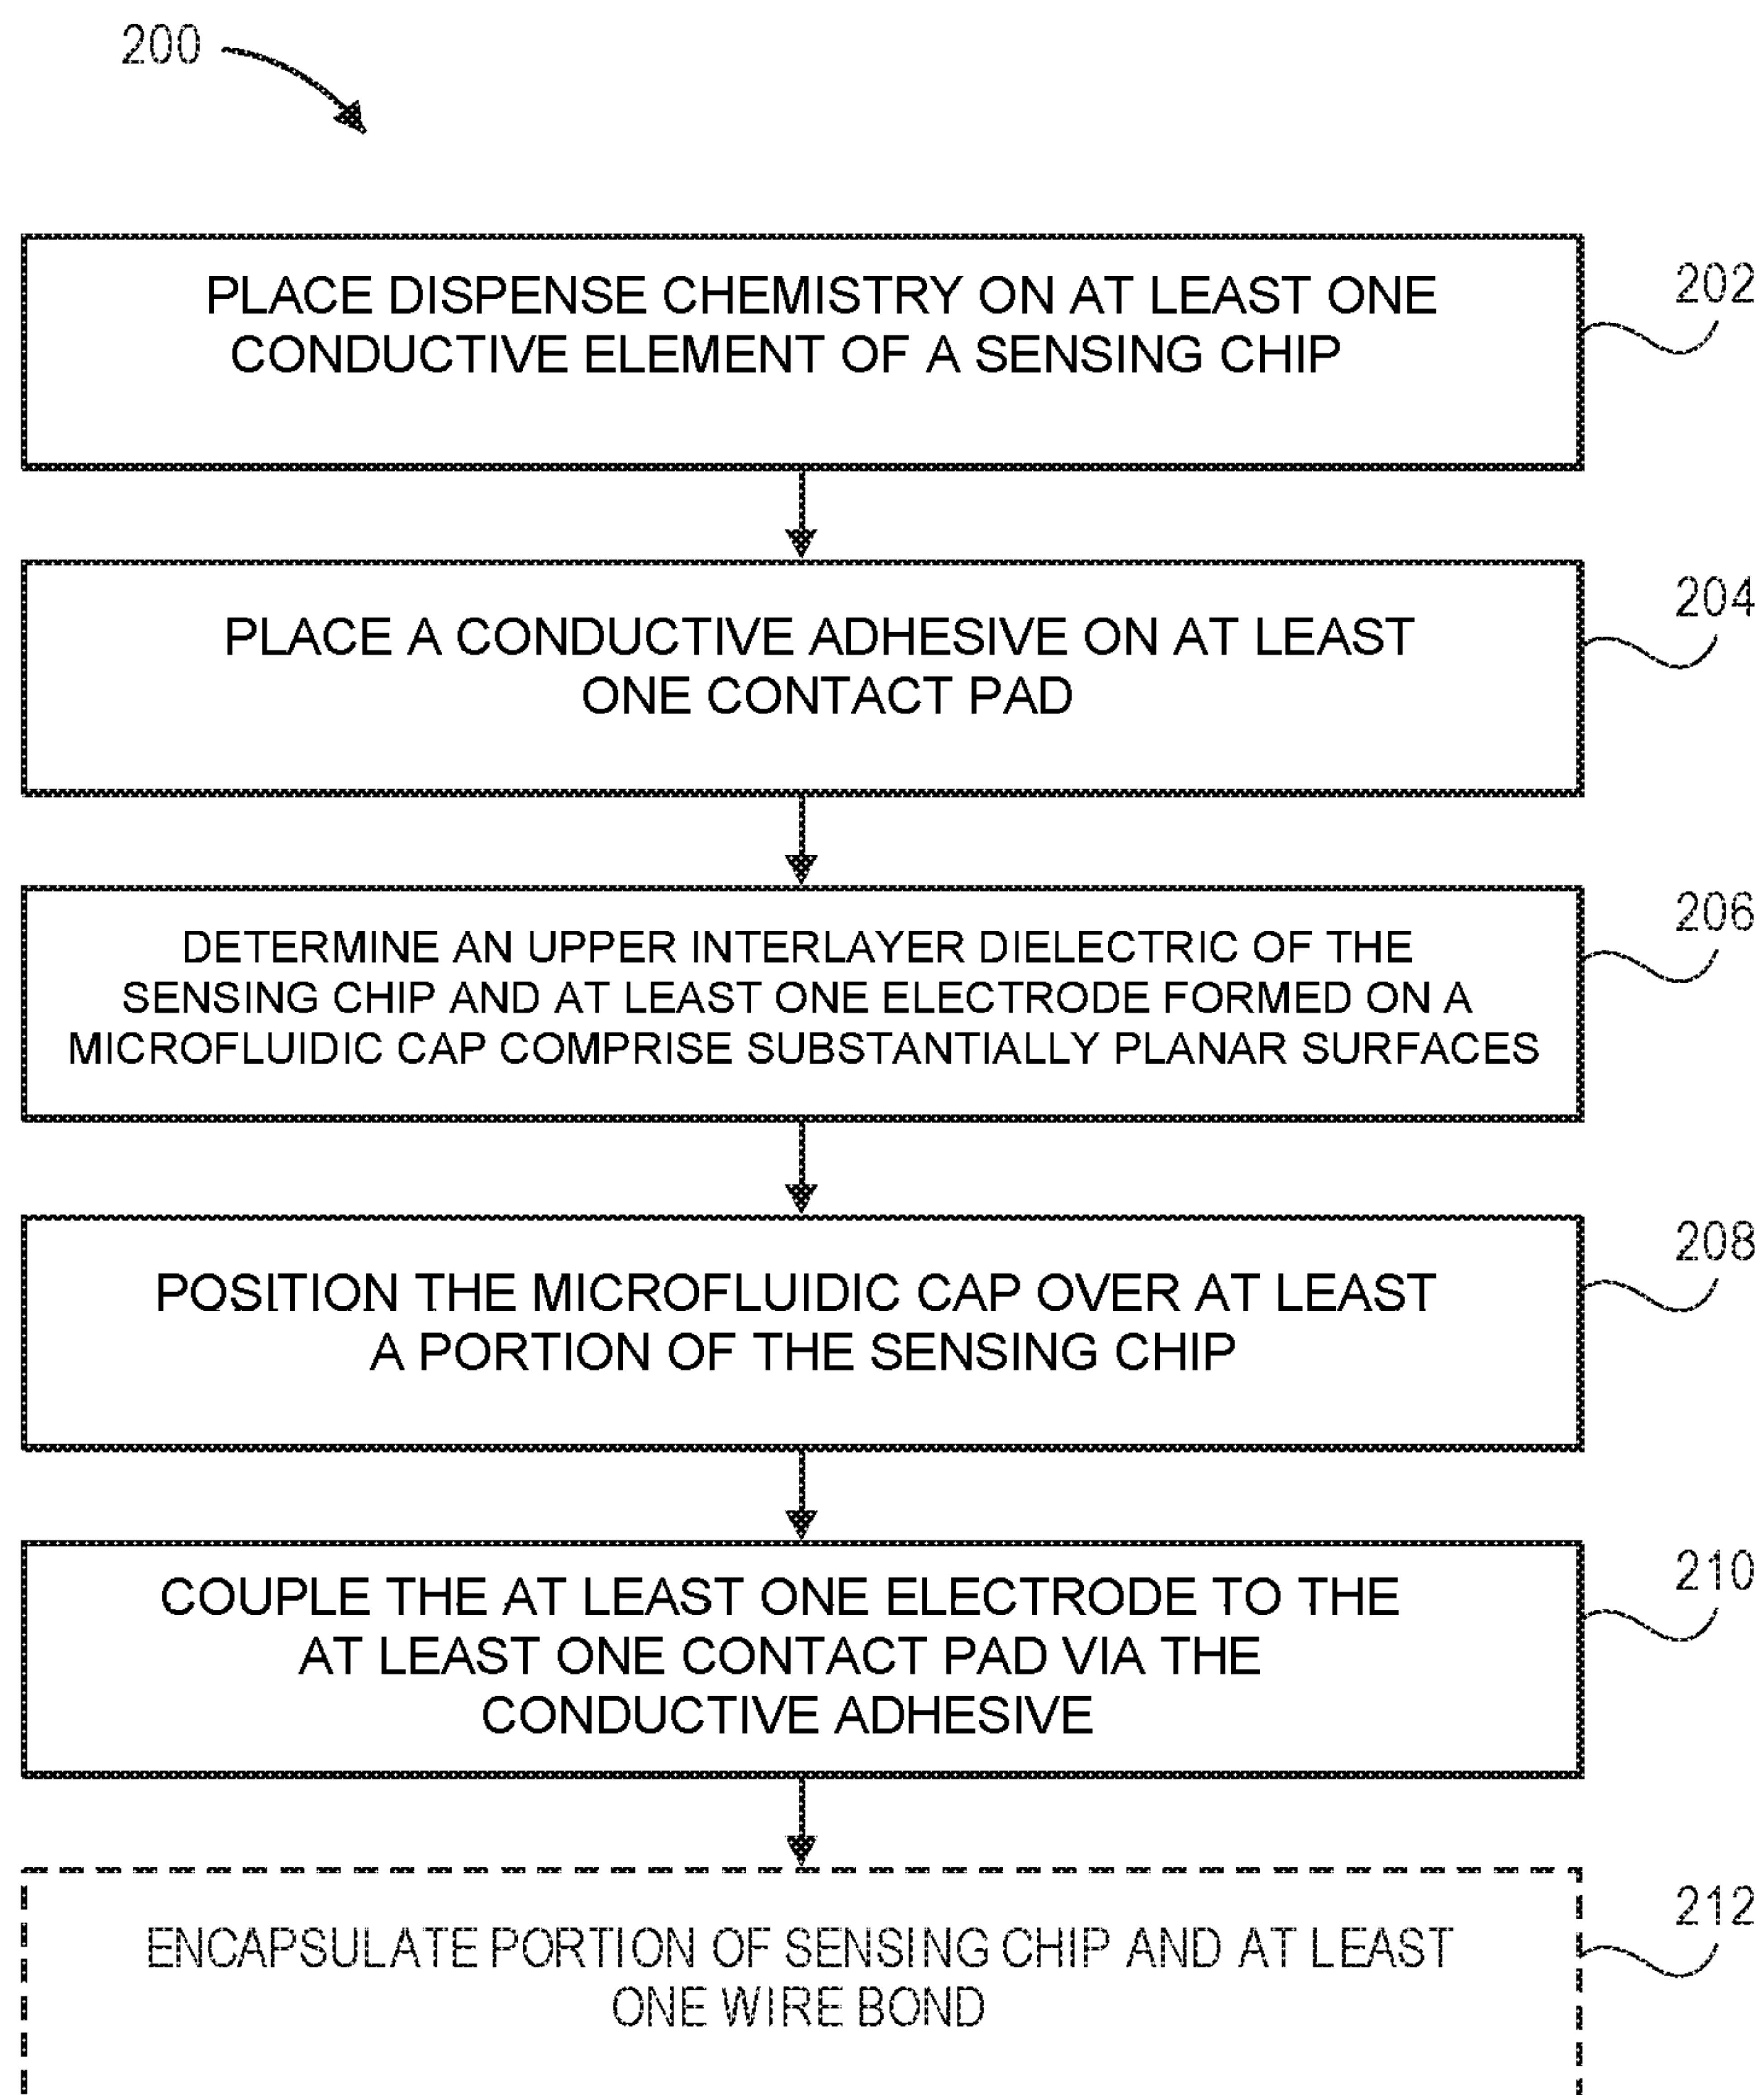 200
PLACE DISPENSE CHEMISTRY ON AT LEAST ONE
CONDUCTIVE ELEMENT OF A SENSING CHIP
202
PLACE A CONDUCTIVE ADHESIVE ON AT LEAST
ONE CONTACT PAD
204
DETERMINE AN UPPER INTERLAYER DIELECTRIC OF THE
SENSING CHIP AND AT LEAST ONE ELECTRODE FORMED ON A
MICROFLUIDIC CAP COMPRISE SUBSTANTIALLY PLANAR SURFACES
206
POSITION THE MICROFLUIDIC CAP OVER AT LEAST
A PORTION OF THE SENSING CHIP
208
COUPLE THE AT LEAST ONE ELECTRODE TO THE
AT LEAST ONE CONTACT PAD VIA THE
CONDUCTIVE ADHESIVE
210
ENCAPSULATE PORTION OF SENSING CHIP AND AT LEAST
ONE WIRE BOND
212